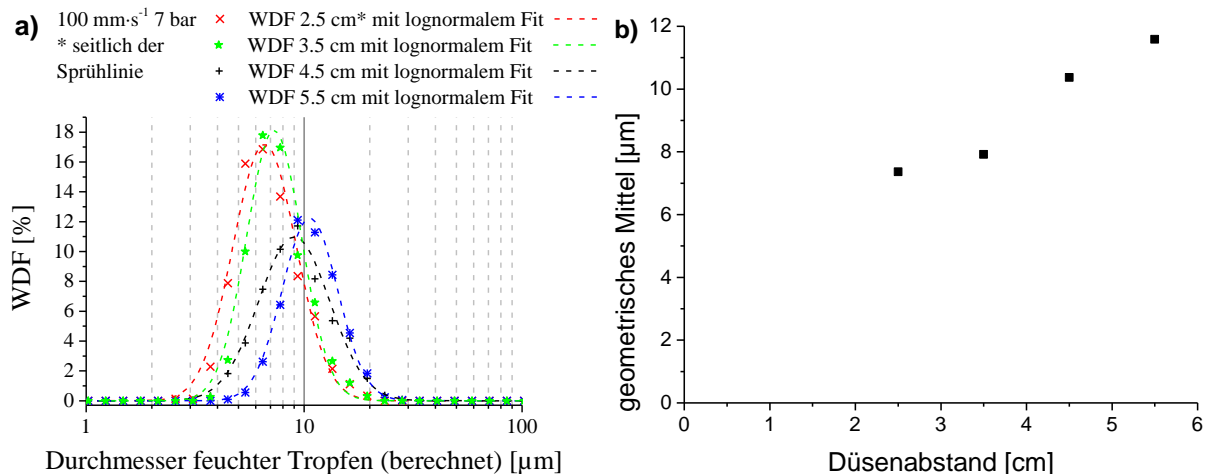 a)
100 mm·s⁻¹ 7 bar
* seitlich der
Sprühlinie
WDF 2.5 cm* mit lognormalem Fit
WDF 3.5 cm mit lognormalem Fit
WDF 4.5 cm mit lognormalem Fit
WDF 5.5 cm mit lognormalem Fit
WDF [%]
18
16
14
12
10
8
6
4
2
0
1
10
100
Durchmesser feuchter Tropfen (berechnet) [µm]
b)
geometrisches Mittel [µm]
12
10
8
6
4
2
0
0
1
2
3
4
5
6
Düsenabstand [cm]